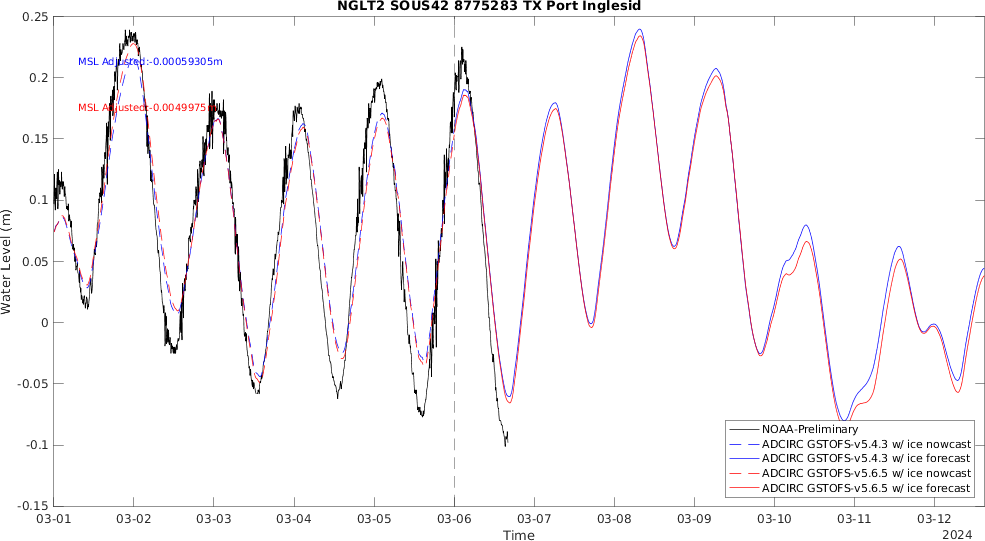 NGLT2 SOUS42 8775283 TX Port Inglesid
0.25
MSL Adjusted:-0.00059305m
0.2
MSL Adjusted:-0.0049975m
0.15
0.1
0.05
0
-0.05
-0.1
-0.15
Water Level (m)
NOAA-Preliminary
ADCIRC GSTOFS-v5.4.3 w/ ice nowcast
ADCIRC GSTOFS-v5.4.3 w/ ice forecast
ADCIRC GSTOFS-v5.6.5 w/ ice nowcast
ADCIRC GSTOFS-v5.6.5 w/ ice forecast
03-01 03-02 03-03 03-04 03-05 03-06 03-07 03-08 03-09 03-10 03-11 03-12
Time
2024